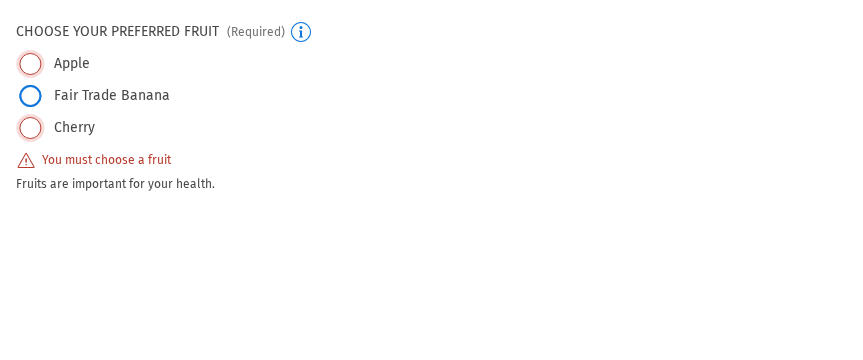 CHOOSE YOUR PREFERRED FRUIT (Required)
Apple
Fair Trade Banana
Cherry
You must choose a fruit
Fruits are important for your health.